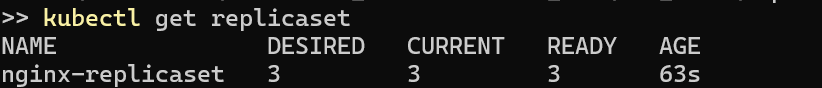 >> kubectl get replicaset
NAME DESIRED CURRENT READY AGE
nginx-replicaset 3 3 3 63s